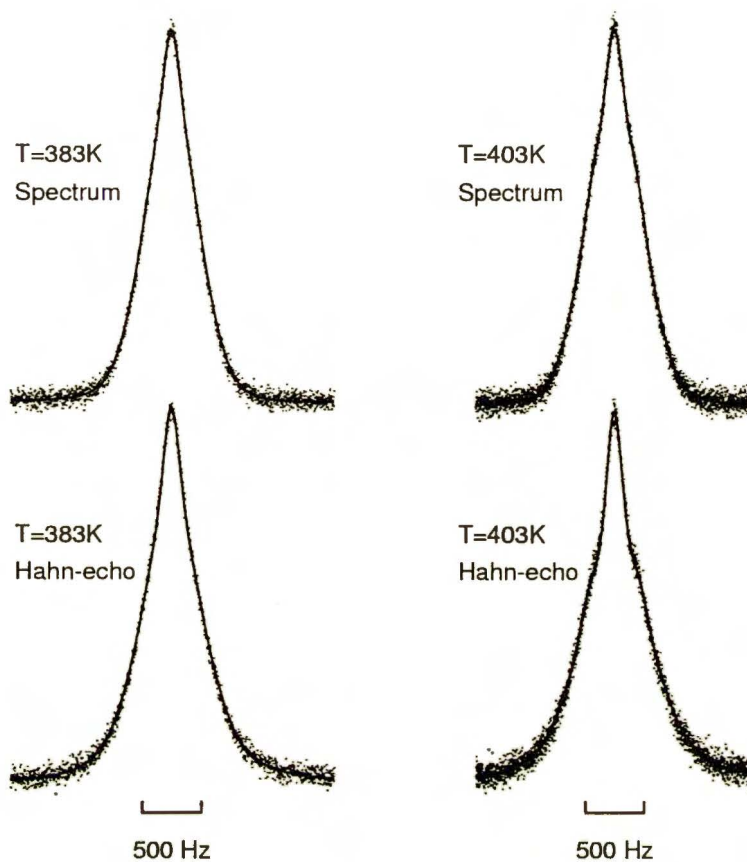 T=383K
Spectrum
T=403K
Spectrum
T=383K
Hahn-echo
T=403K
Hahn-echo
500 Hz
500 Hz